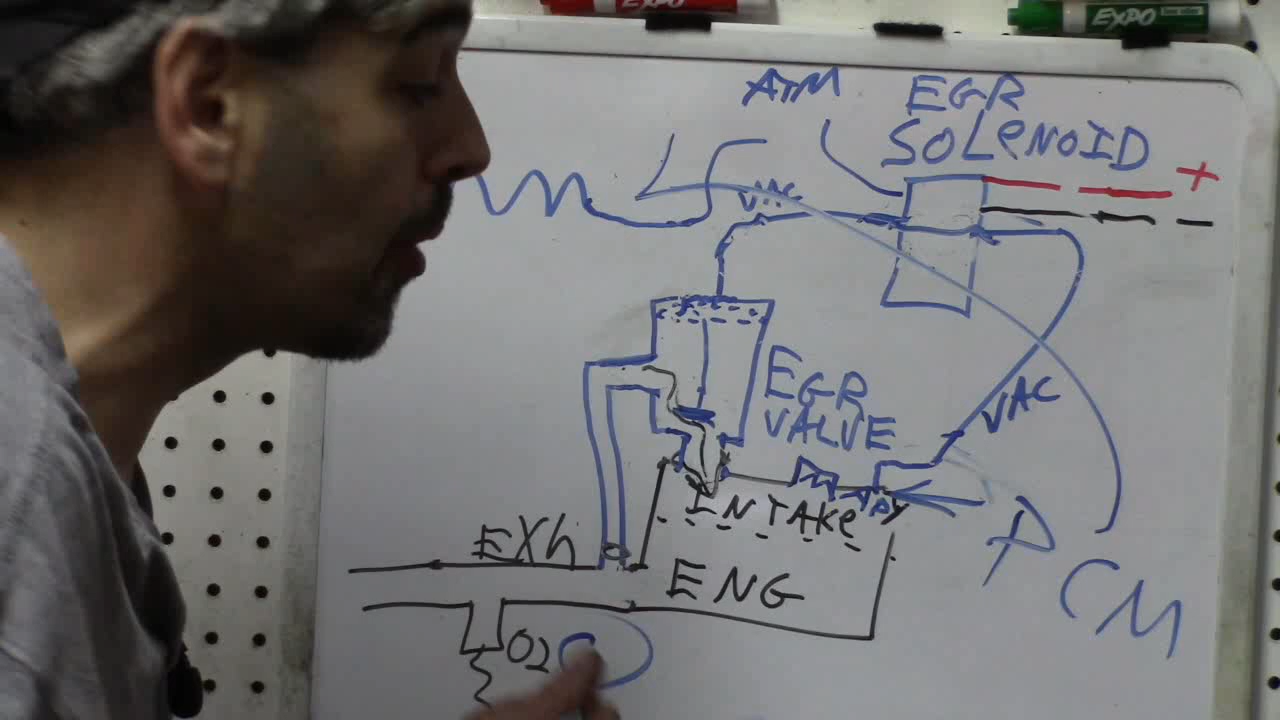 EXPO
EXPO
ATM
EGR
SOLENOID
+
VAC
-
EGR
VALVE
VAC
INTAKE
PCM
EXh
ENG
O2